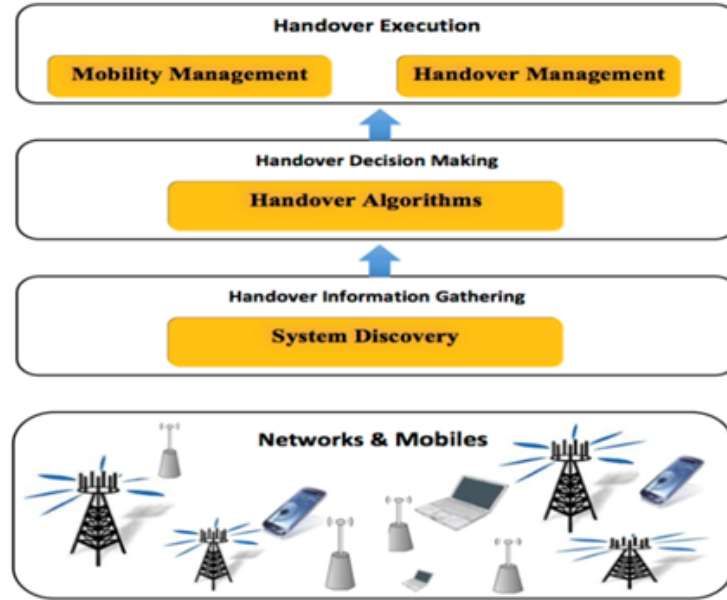 Handover Execution
Mobility Management
Handover Management
Handover Decision Making
Handover Algorithms
Handover Information Gathering
System Discovery
Networks & Mobiles